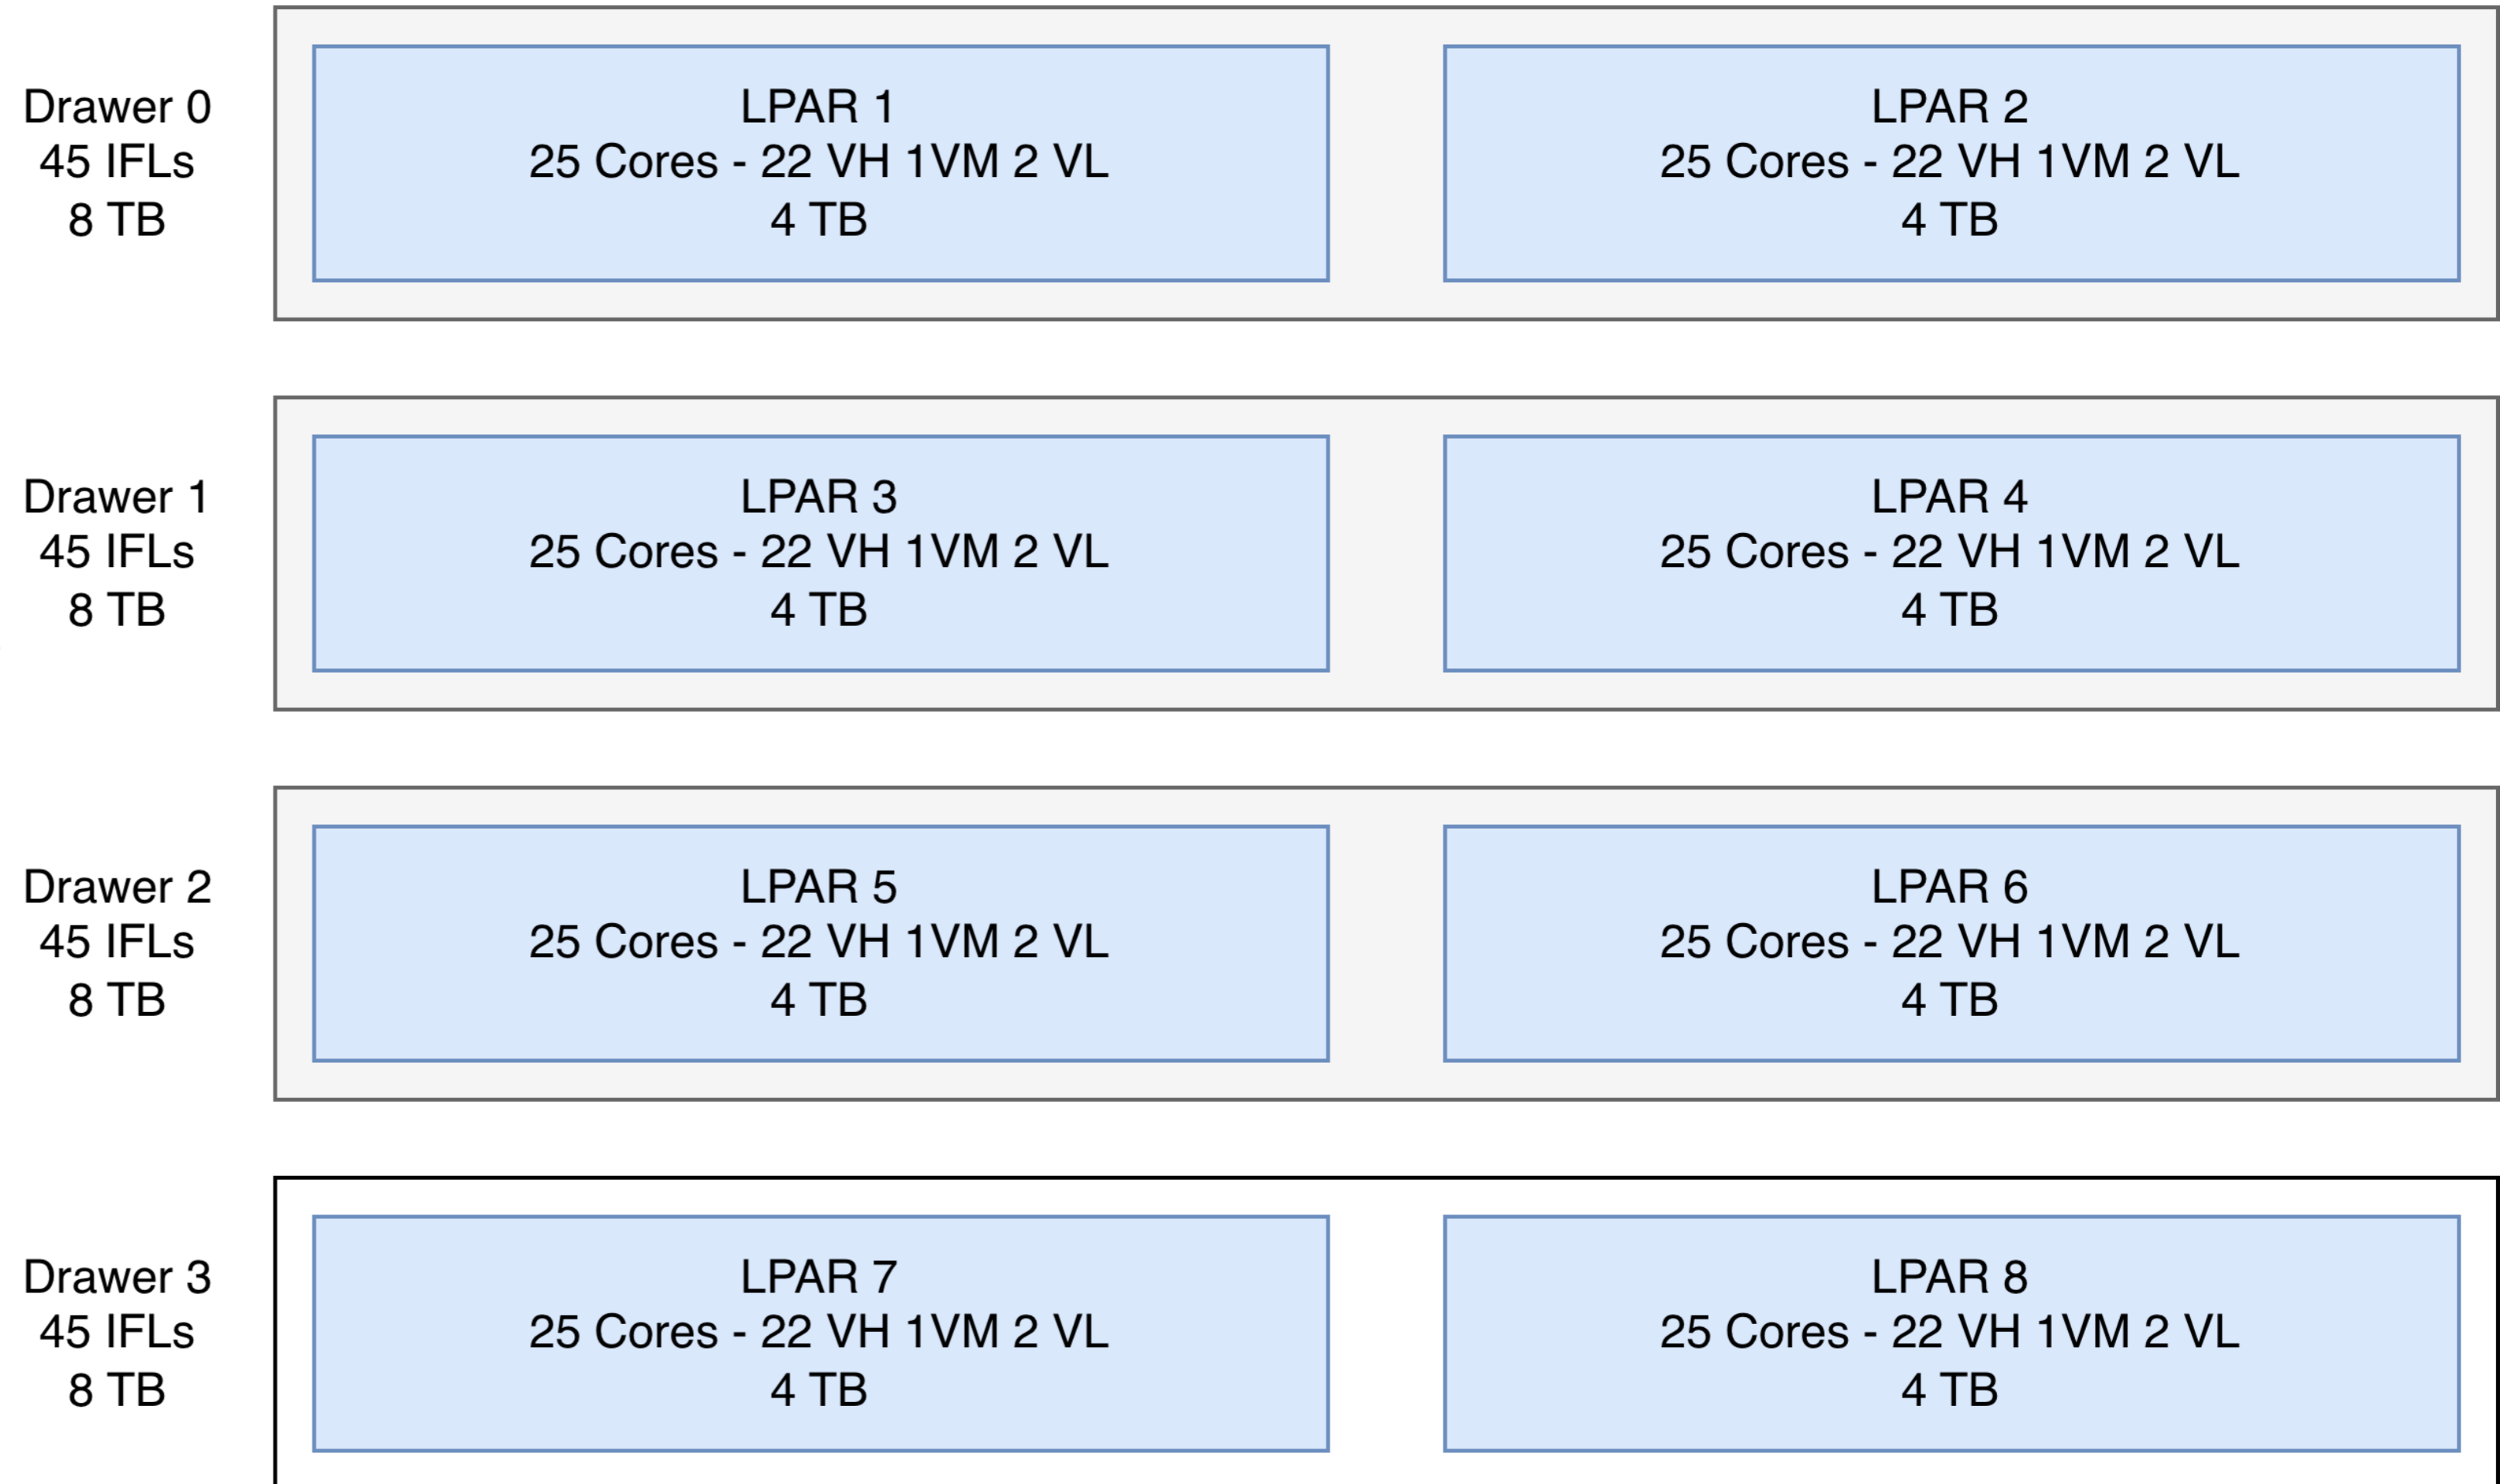 Drawer 0
45 IFLs
8 TB
LPAR 1
25 Cores - 22 VH 1VM 2 VL
4 TB
LPAR 2
25 Cores - 22 VH 1VM 2 VL
4 TB
Drawer 1
45 IFLs
8 TB
LPAR 3
25 Cores - 22 VH 1VM 2 VL
4 TB
LPAR 4
25 Cores - 22 VH 1VM 2 VL
4 TB
Drawer 2
45 IFLs
8 TB
LPAR 5
25 Cores - 22 VH 1VM 2 VL
4 TB
LPAR 6
25 Cores - 22 VH 1VM 2 VL
4 TB
Drawer 3
45 IFLs
8 TB
LPAR 7
25 Cores - 22 VH 1VM 2 VL
4 TB
LPAR 8
25 Cores - 22 VH 1VM 2 VL
4 TB